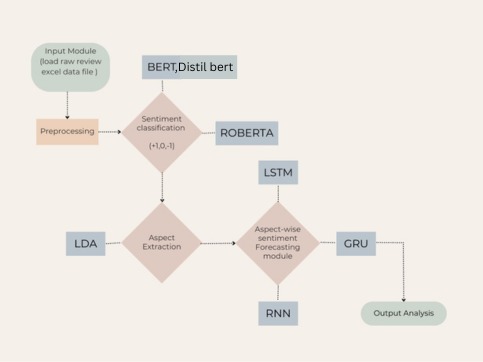 Input Module
(load raw review
excel data file )
BERT,Distil bert
Preprocessing
Sentiment
classification
(+1,0,-1)
ROBERTA
LSTM
LDA
Aspect
Extraction
Aspect-wise
sentiment
Forecasting
module
GRU
RNN
Output Analysis